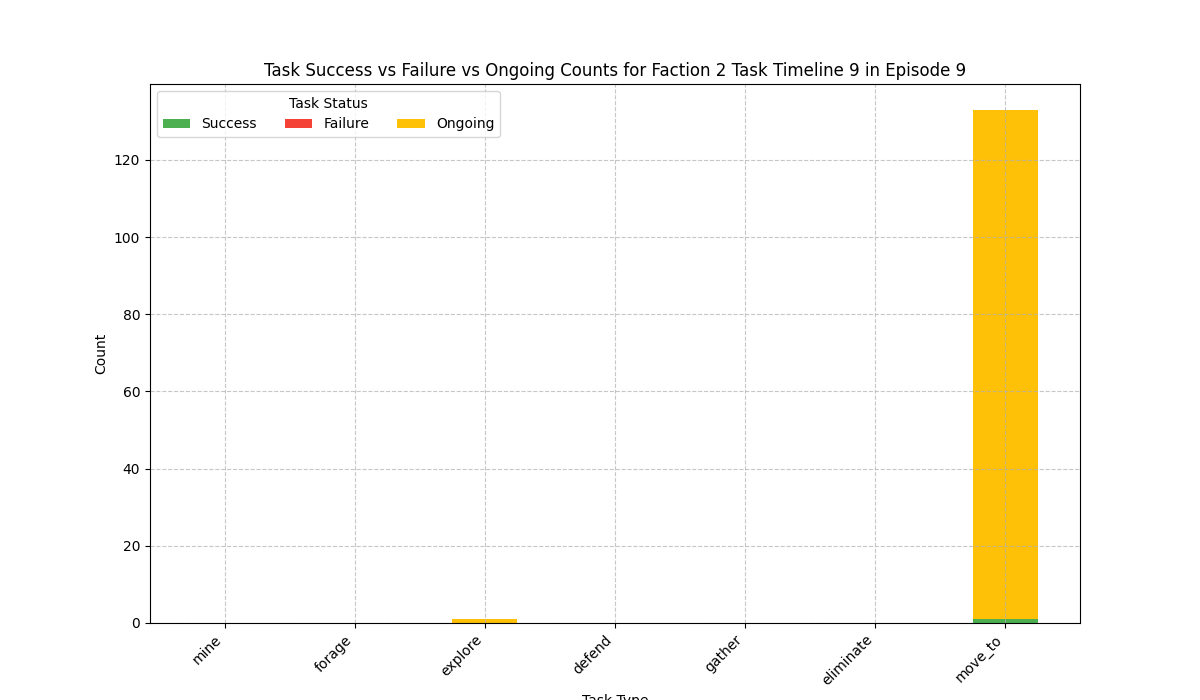 Task Success vs Failure vs Ongoing Counts for Faction 2 Task Timeline 9 in Episode 9
Task Status
Success Failure Ongoing
Count
120
100
80
60
40
20
0
mine forage explore defend gather eliminate move_to
Task Type